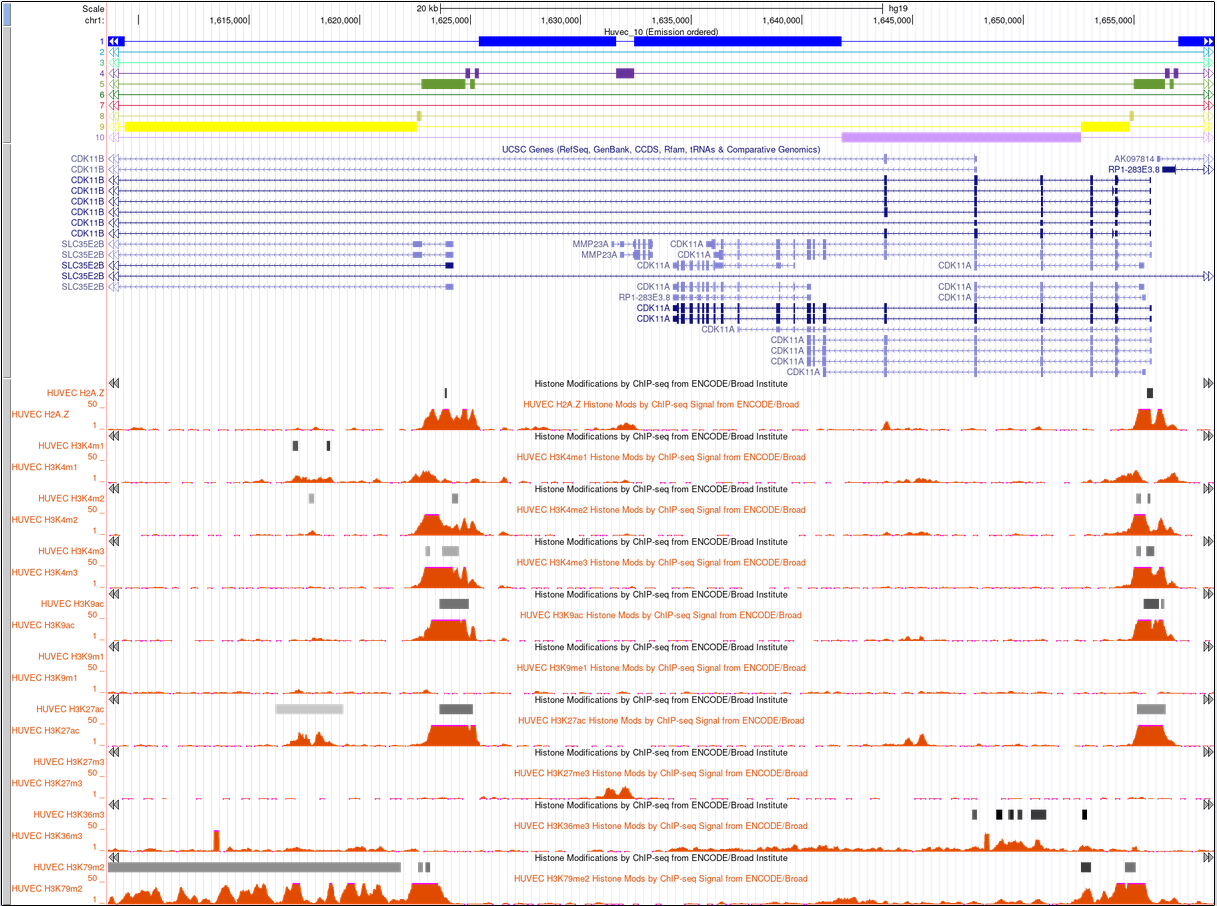 Scale 20 kb hg19
chr1: 1,615,000 1,620,000 1,625,000 1,630,000 1,635,000 1,640,000 1,645,000 1,650,000 1,655,000
Huvec_10 (Emission ordered)
1
2
3
4
5
6
7
8
9
10
UCSC Genes (RefSeq, GenBank, CCDS, Rfam, tRNAs & Comparative Genomics)
CDK11B AK097814
CDK11B RP1-283E3.8
CDK11B
CDK11B
CDK11B
CDK11B
CDK11B
CDK11B
SLC35E2B MMP23A CDK11A
SLC35E2B MMP23A CDK11A
SLC35E2B CDK11A CDK11A
SLC35E2B
SLC35E2B CDK11A CDK11A
RP1-283E3.8 CDK11A
CDK11A
CDK11A
CDK11A
CDK11A
CDK11A
CDK11A
CDK11A
Histone Modifications by ChIP-seq from ENCODE/Broad Institute
HUVEC H2A.Z
50
HUVEC H2A.Z Histone Mods by ChIP-seq Signal from ENCODE/Broad
HUVEC H2A.Z
1
Histone Modifications by ChIP-seq from ENCODE/Broad Institute
HUVEC H3K4m1
50
HUVEC H3K4me1 Histone Mods by ChIP-seq Signal from ENCODE/Broad
HUVEC H3K4m1
1
Histone Modifications by ChIP-seq from ENCODE/Broad Institute
HUVEC H3K4m2
50
HUVEC H3K4me2 Histone Mods by ChIP-seq Signal from ENCODE/Broad
HUVEC H3K4m2
1
Histone Modifications by ChIP-seq from ENCODE/Broad Institute
HUVEC H3K4m3
50
HUVEC H3K4me3 Histone Mods by ChIP-seq Signal from ENCODE/Broad
HUVEC H3K4m3
1
Histone Modifications by ChIP-seq from ENCODE/Broad Institute
HUVEC H3K9ac
50
HUVEC H3K9ac Histone Mods by ChIP-seq Signal from ENCODE/Broad
HUVEC H3K9ac
1
Histone Modifications by ChIP-seq from ENCODE/Broad Institute
HUVEC H3K9m1
50
HUVEC H3K9me1 Histone Mods by ChIP-seq Signal from ENCODE/Broad
HUVEC H3K9m1
1
Histone Modifications by ChIP-seq from ENCODE/Broad Institute
HUVEC H3K27ac
50
HUVEC H3K27ac Histone Mods by ChIP-seq Signal from ENCODE/Broad
HUVEC H3K27ac
1
Histone Modifications by ChIP-seq from ENCODE/Broad Institute
HUVEC H3K27m3
50
HUVEC H3K27me3 Histone Mods by ChIP-seq Signal from ENCODE/Broad
HUVEC H3K27m3
1
Histone Modifications by ChIP-seq from ENCODE/Broad Institute
HUVEC H3K36m3
50
HUVEC H3K36me3 Histone Mods by ChIP-seq Signal from ENCODE/Broad
HUVEC H3K36m3
1
Histone Modifications by ChIP-seq from ENCODE/Broad Institute
HUVEC H3K79m2
50
HUVEC H3K79me2 Histone Mods by ChIP-seq Signal from ENCODE/Broad
HUVEC H3K79m2
1